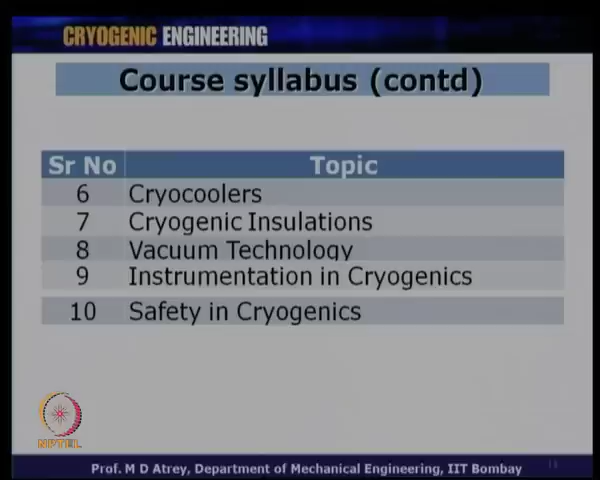 CRYOGENIC ENGINEERING
Course syllabus (contd)
Sr No Topic
6 Cryocoolers
7 Cryogenic Insulations
8 Vacuum Technology
9 Instrumentation in Cryogenics
10 Safety in Cryogenics
NPTEL
Prof. M D Atrey, Department of Mechanical Engineering, IIT Bombay